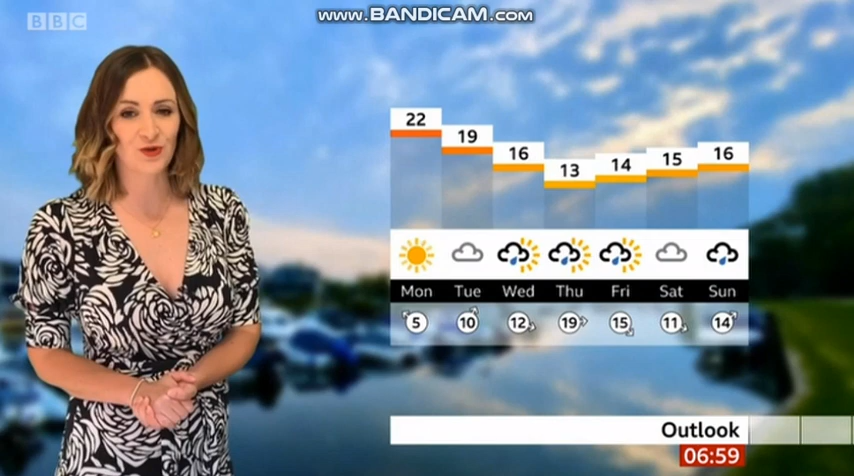 www.BANDICAM.com
BBC
22 19 16 13 14 15 16
Mon Tue Wed Thu Fri Sat Sun
5 10 12 19 15 11 14
Outlook
06:59